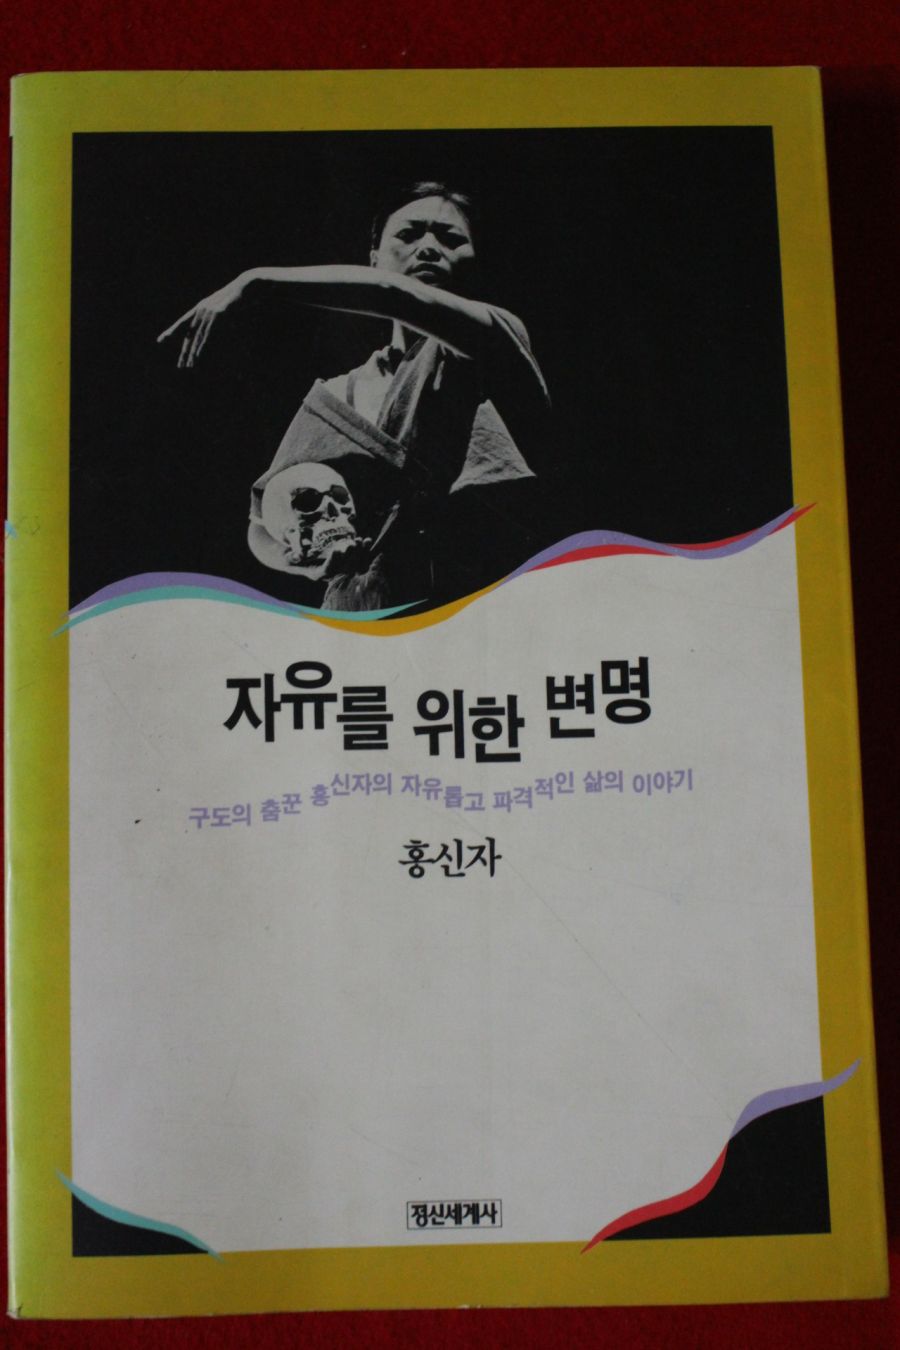 자유를 위한 변명
구도의 춤꾼 홍신자의 자유롭고 파격적인 삶의 이야기
홍신자
정신세계사